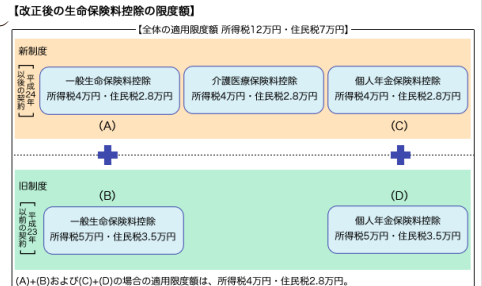 【改正後の生命保険料控除の限度額】
【全体の適用限度額 所得税12万円・住民税7万円】
新制度
［平成24年以後の契約］
一般生命保険料控除
所得税4万円・住民税2.8万円
介護医療保険料控除
所得税4万円・住民税2.8万円
個人年金保険料控除
所得税4万円・住民税2.8万円
(A)
(C)
旧制度
［平成23年以前の契約］
(B)
(D)
一般生命保険料控除
所得税5万円・住民税3.5万円
個人年金保険料控除
所得税5万円・住民税3.5万円
(A)+(B)および(C)+(D)の場合の適用限度額は、所得税4万円・住民税2.8万円。